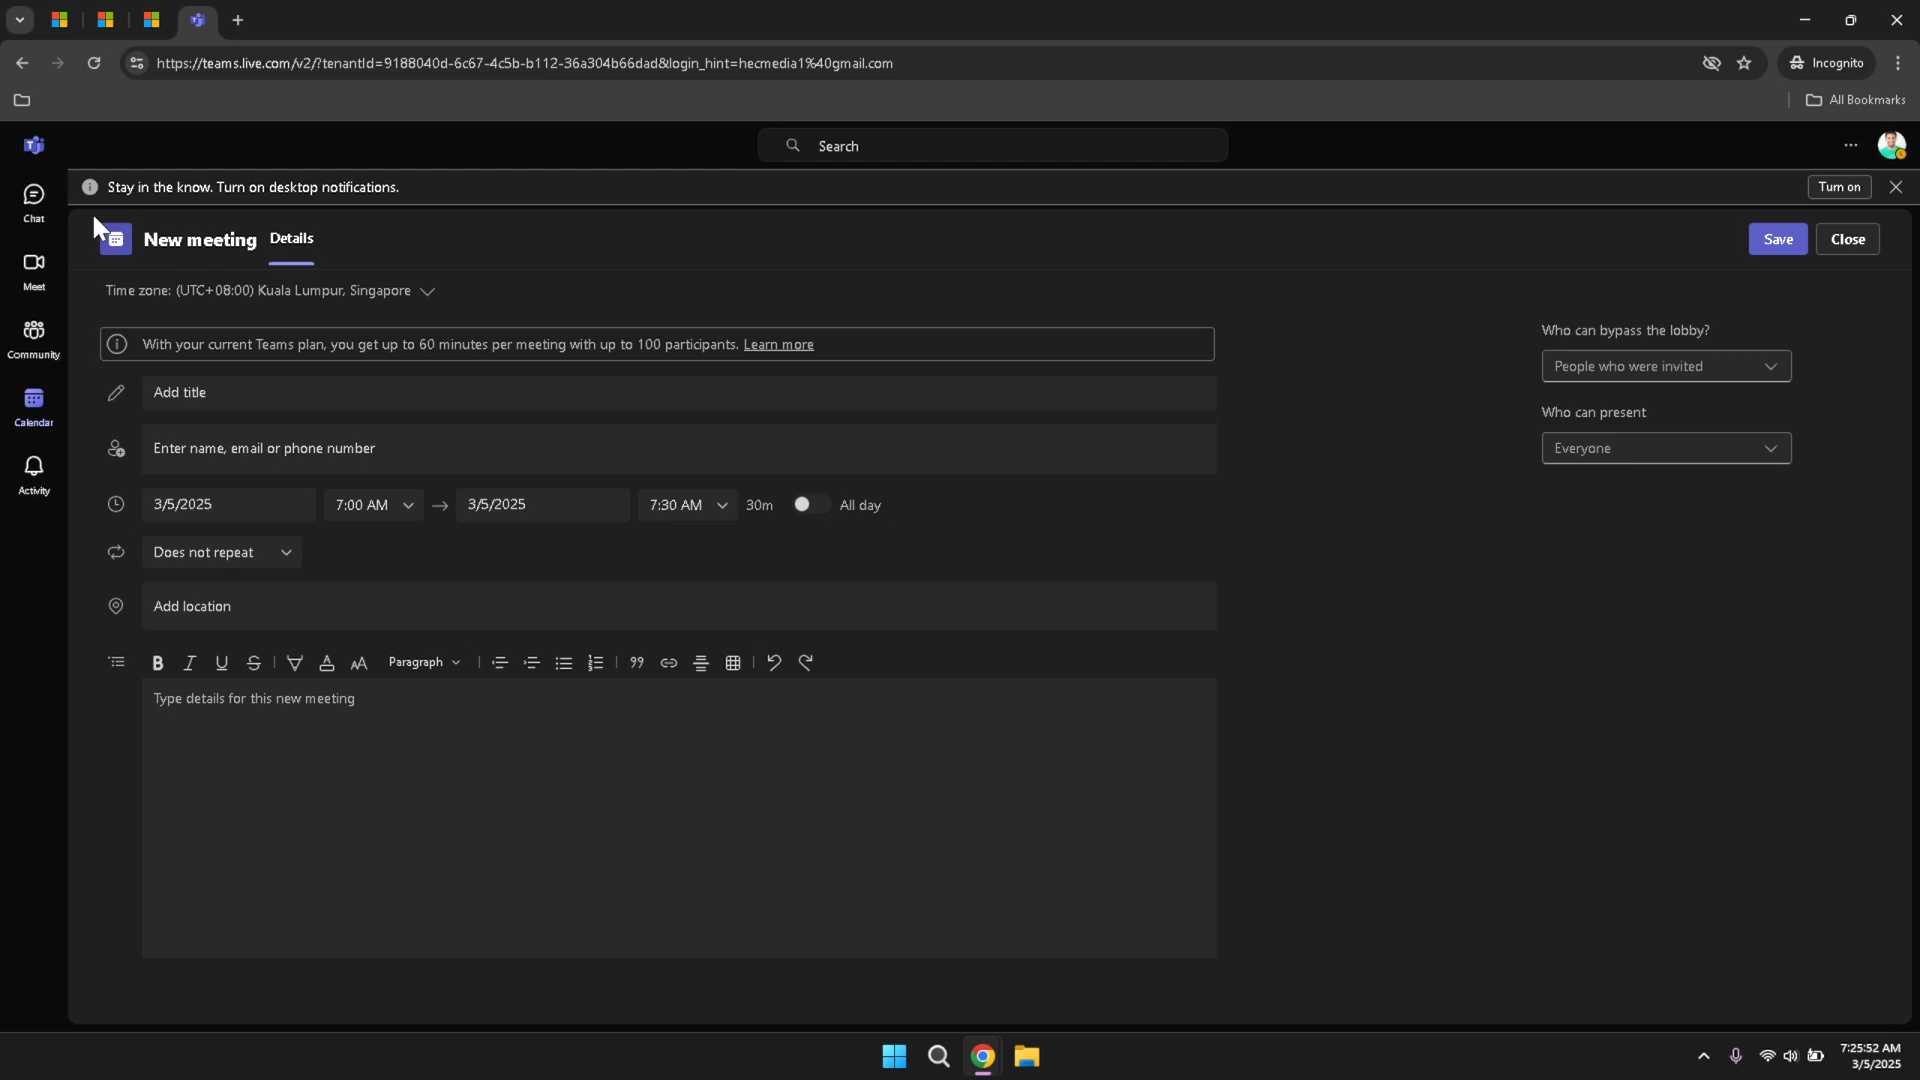 https://teams.live.com/v2/?tenantId=9188040d-6c67-4c5b-b112-36a304b66dad&login_hint=hecmedia1%40gmail.com
Incognito
All Bookmarks
Search
Stay in the know. Turn on desktop notifications.
Turn on
Chat
Meet
Community
Calendar
Activity
New meeting
Details
Save
Close
Time zone: (UTC+08:00) Kuala Lumpur, Singapore
With your current Teams plan, you get up to 60 minutes per meeting with up to 100 participants. Learn more
Add title
Enter name, email or phone number
3/5/2025 7:00 AM 3/5/2025 7:30 AM 30m All day
Does not repeat
Add location
Paragraph
Type details for this new meeting
Who can bypass the lobby?
People who were invited
Who can present
Everyone
7:25:52 AM
3/5/2025